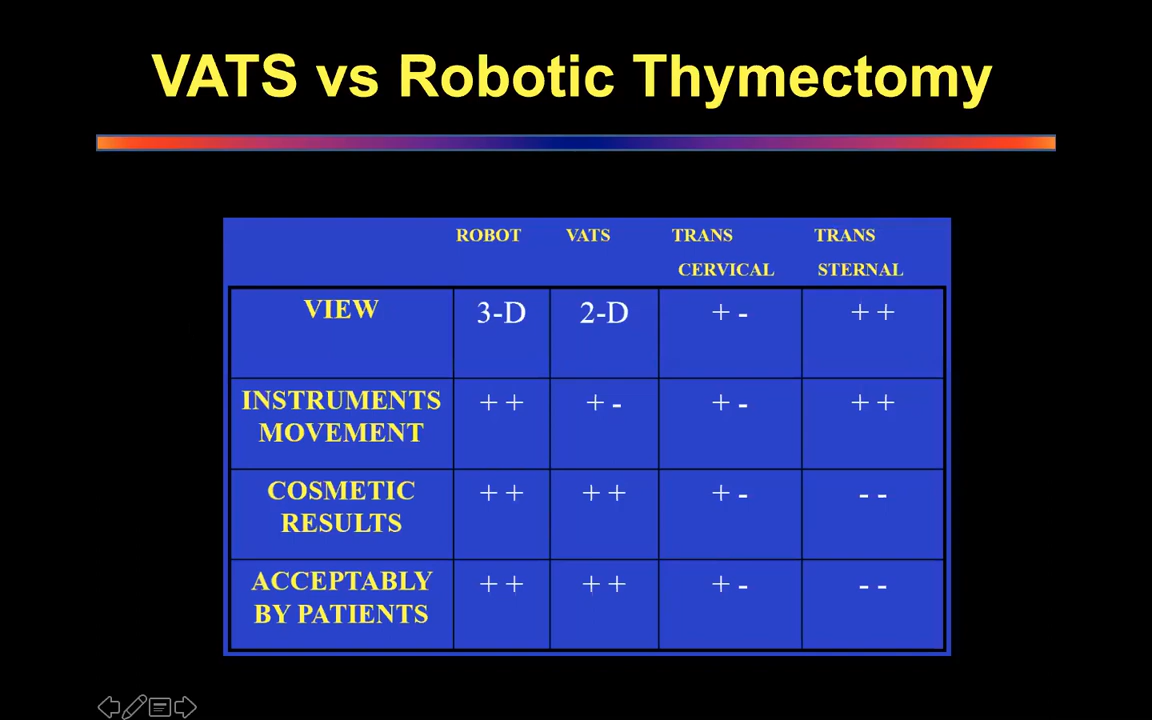 VATS vs Robotic Thymectomy
ROBOT VATS TRANS TRANS
CERVICAL STERNAL
VIEW 3-D 2-D + - + +
INSTRUMENTS + + + - + - + +
MOVEMENT
COSMETIC + + + + + - - -
RESULTS
ACCEPTABLY + + + + + - - -
BY PATIENTS